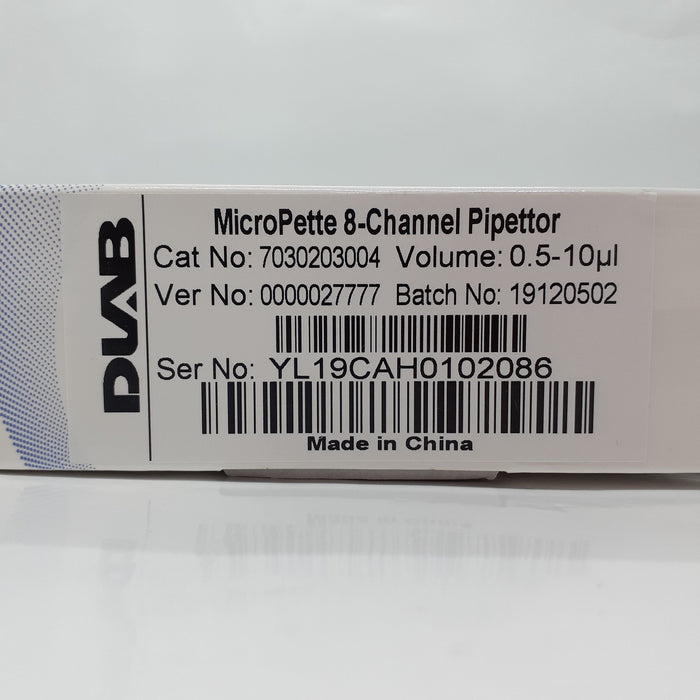 DLAB
MicroPette 8-Channel Pipettor
Cat No: 7030203004 Volume: 0.5-10µl
Ver No: 0000027777 Batch No: 19120502
Ser No: YL19CAH0102086
Made in China